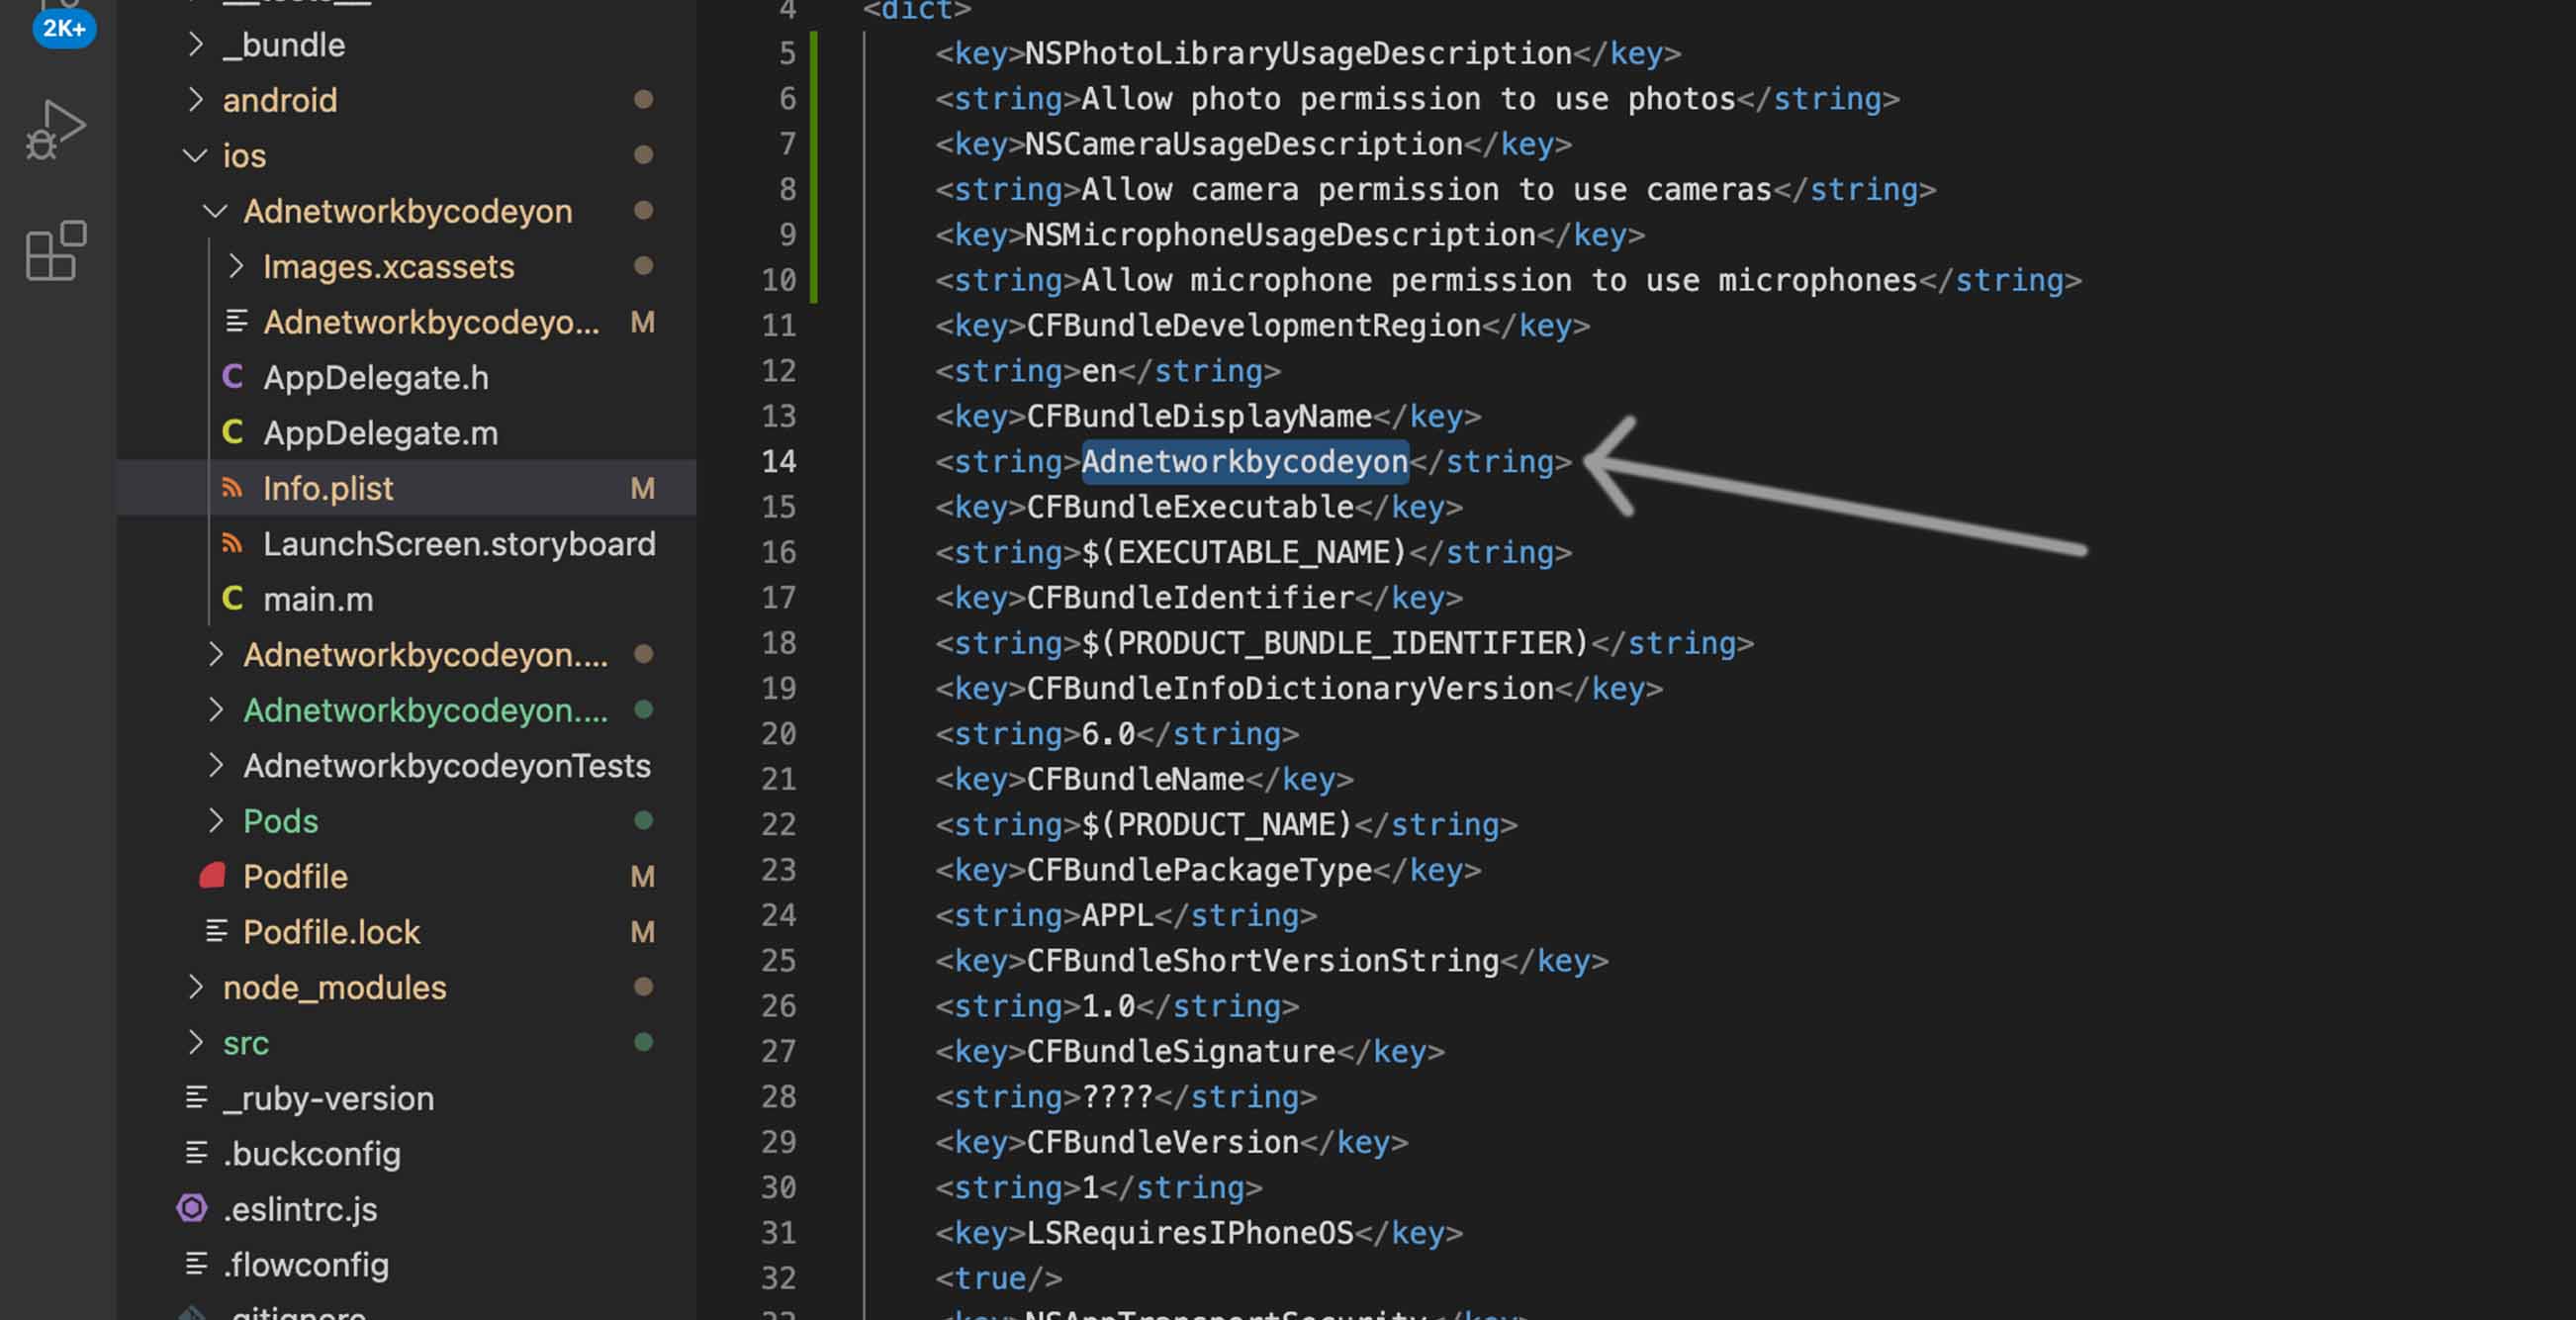 2K+
_bundle
android
ios
Adnetworkbycodeyon
Images.xcassets
Adnetworkbycodeyo... M
AppDelegate.h
AppDelegate.m
Info.plist M
LaunchScreen.storyboard
main.m
Adnetworkbycodeyon....
Adnetworkbycodeyon....
AdnetworkbycodeyonTests
Pods
Podfile M
Podfile.lock M
node_modules
src
_ruby-version
.buckconfig
.eslintrc.js
.flowconfig
.gitignore
4 <dict>
5 <key>NSPhotoLibraryUsageDescription</key>
6 <string>Allow photo permission to use photos</string>
7 <key>NSCameraUsageDescription</key>
8 <string>Allow camera permission to use cameras</string>
9 <key>NSMicrophoneUsageDescription</key>
10 <string>Allow microphone permission to use microphones</string>
11 <key>CFBundleDevelopmentRegion</key>
12 <string>en</string>
13 <key>CFBundleDisplayName</key>
14 <string>Adnetworkbycodeyon</string>
15 <key>CFBundleExecutable</key>
16 <string>$(EXECUTABLE_NAME)</string>
17 <key>CFBundleIdentifier</key>
18 <string>$(PRODUCT_BUNDLE_IDENTIFIER)</string>
19 <key>CFBundleInfoDictionaryVersion</key>
20 <string>6.0</string>
21 <key>CFBundleName</key>
22 <string>$(PRODUCT_NAME)</string>
23 <key>CFBundlePackageType</key>
24 <string>APPL</string>
25 <key>CFBundleShortVersionString</key>
26 <string>1.0</string>
27 <key>CFBundleSignature</key>
28 <string>????</string>
29 <key>CFBundleVersion</key>
30 <string>1</string>
31 <key>LSRequiresIPhoneOS</key>
32 <true/>
33 <key>NSAppTransportSecurity</key>